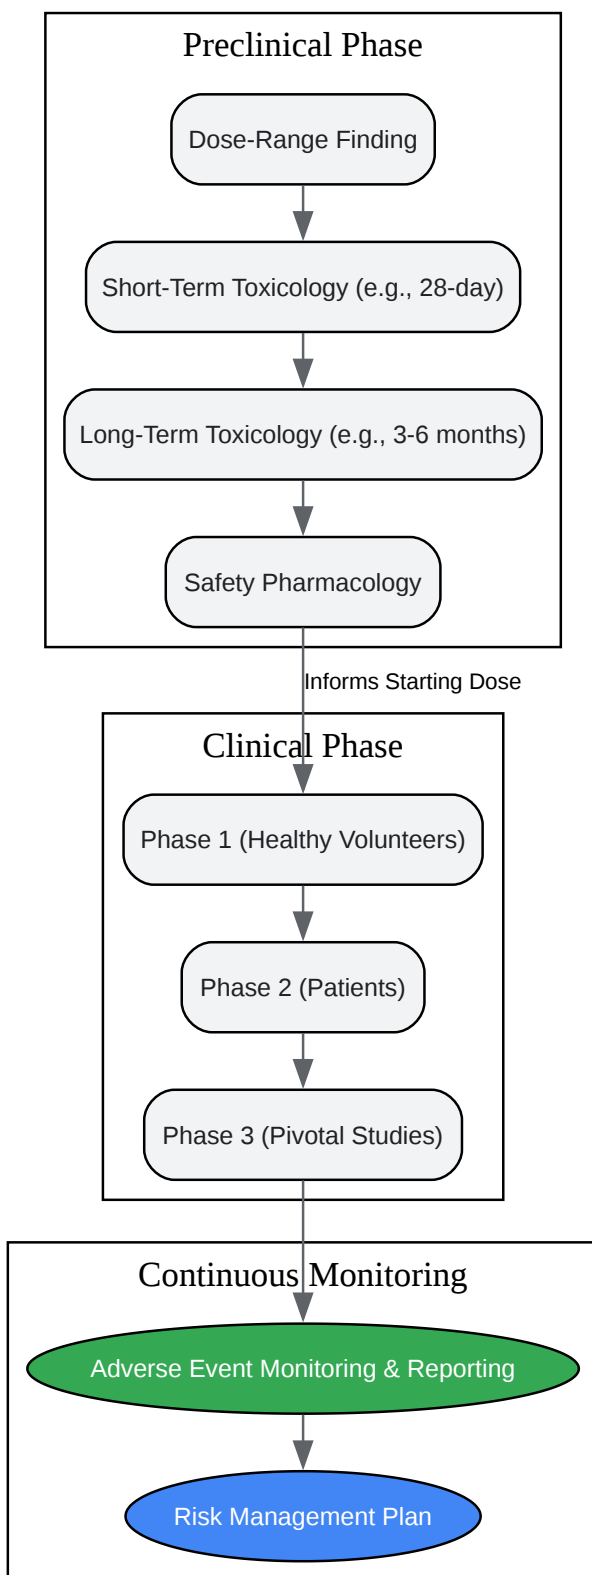 Preclinical Phase
Dose-Range Finding
Short-Term Toxicology (e.g., 28-day)
Long-Term Toxicology (e.g., 3-6 months)
Safety Pharmacology
Informs Starting Dose
Clinical Phase
Phase 1 (Healthy Volunteers)
Phase 2 (Patients)
Phase 3 (Pivotal Studies)
Continuous Monitoring
Adverse Event Monitoring & Reporting
Risk Management Plan